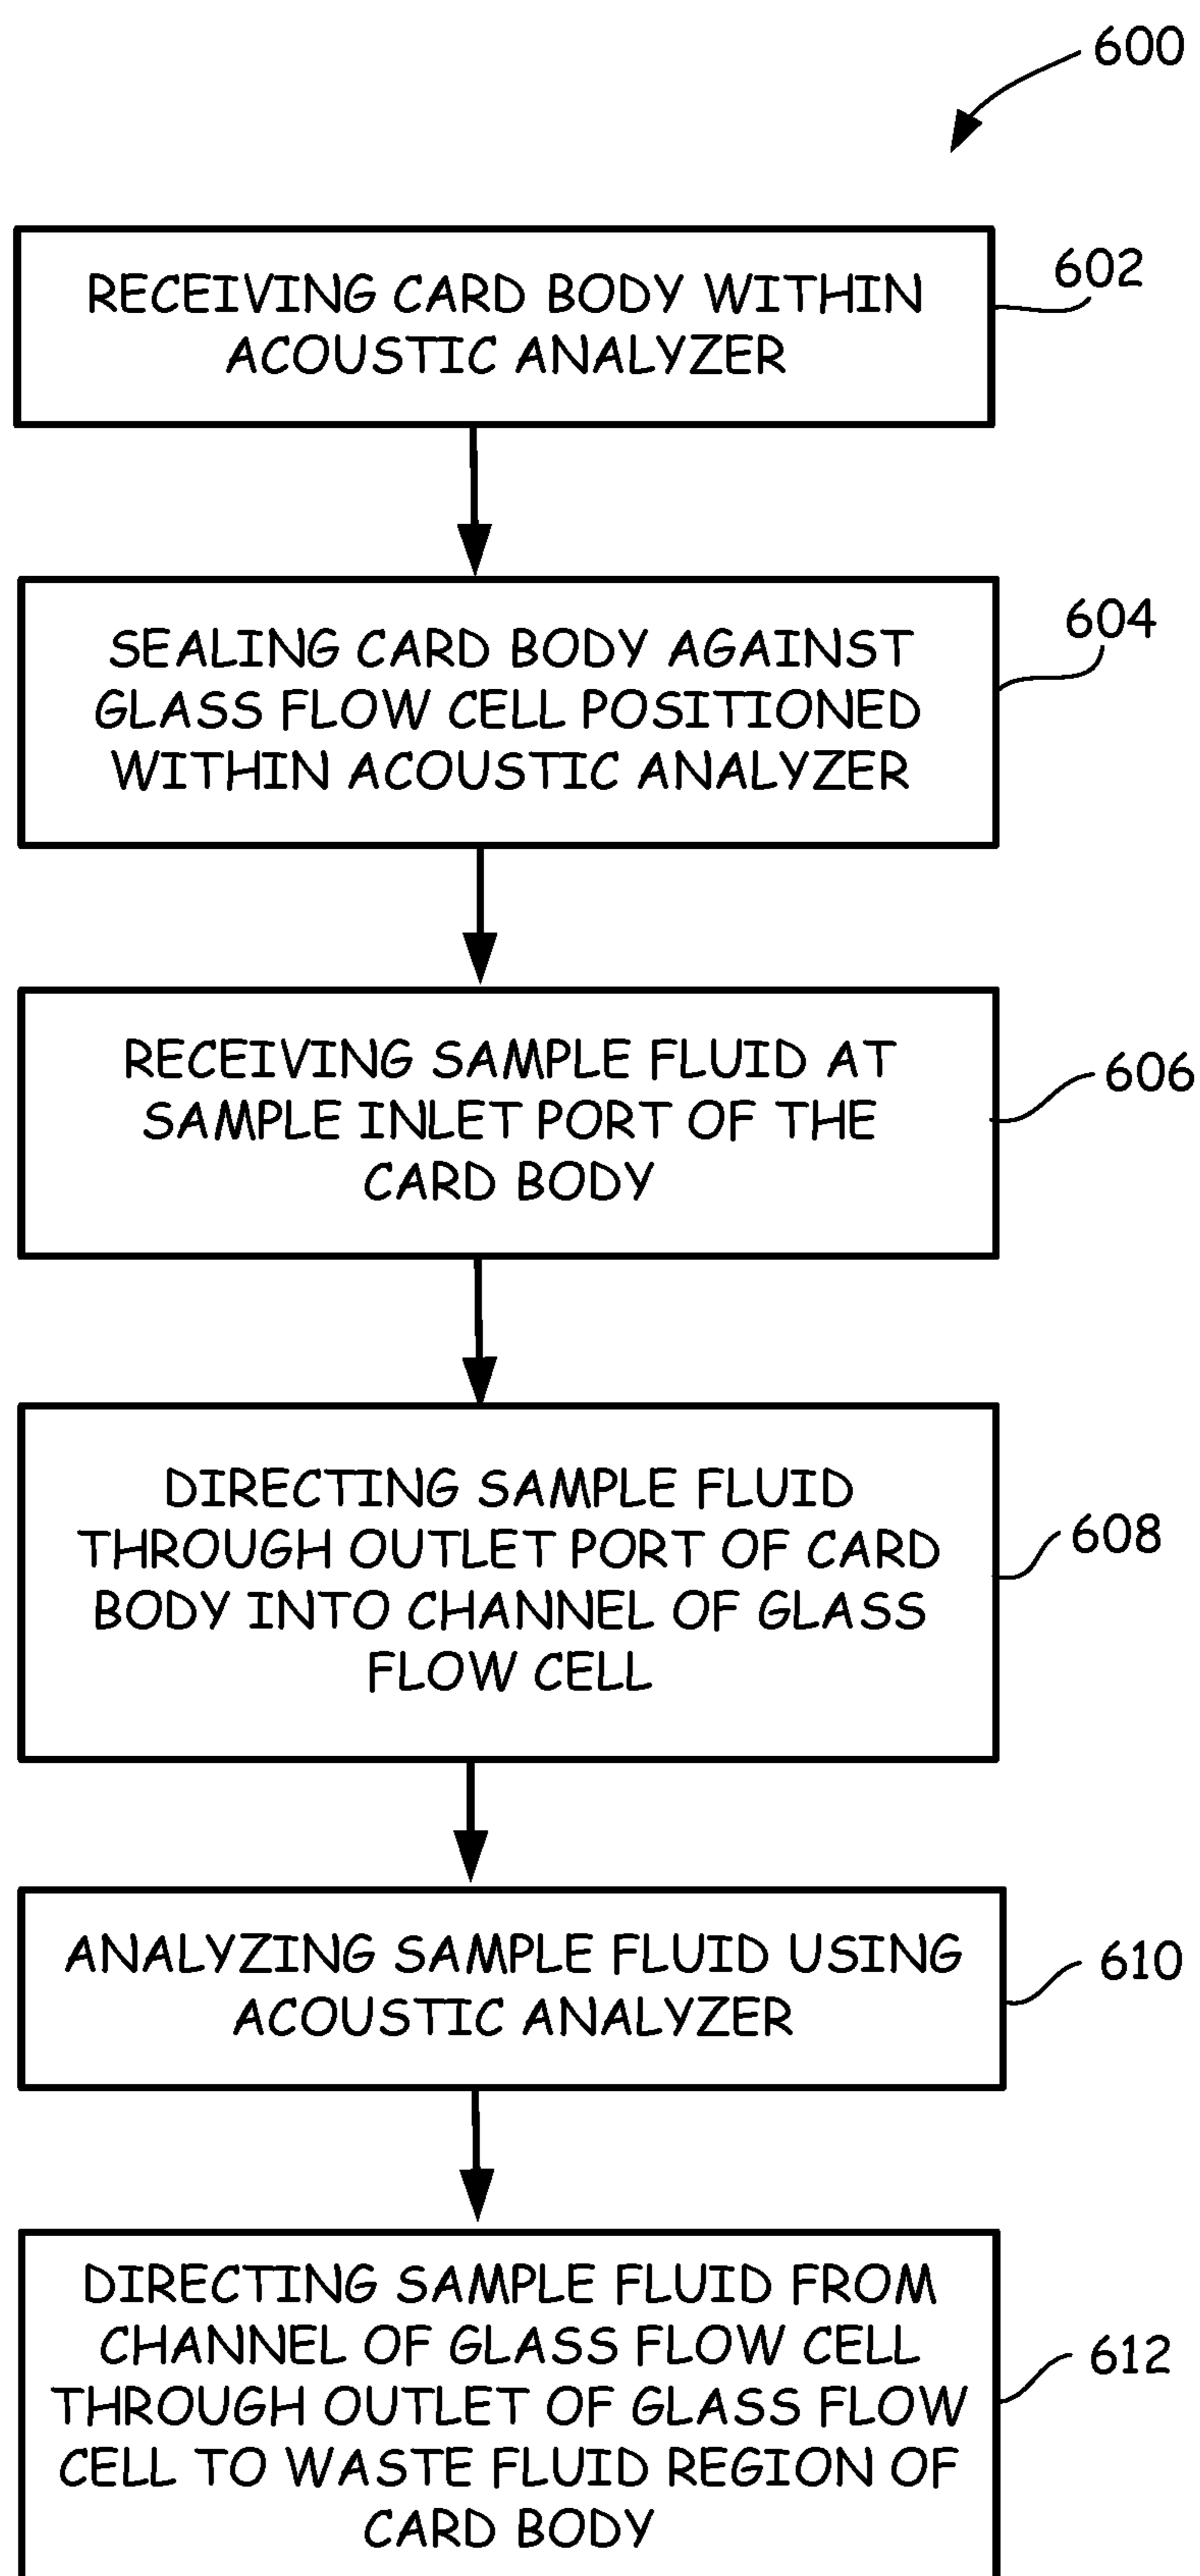 600
RECEIVING CARD BODY WITHIN
ACOUSTIC ANALYZER
602
SEALING CARD BODY AGAINST
GLASS FLOW CELL POSITIONED
WITHIN ACOUSTIC ANALYZER
604
RECEIVING SAMPLE FLUID AT
SAMPLE INLET PORT OF THE
CARD BODY
606
DIRECTING SAMPLE FLUID
THROUGH OUTLET PORT OF CARD
BODY INTO CHANNEL OF GLASS
FLOW CELL
608
ANALYZING SAMPLE FLUID USING
ACOUSTIC ANALYZER
610
DIRECTING SAMPLE FLUID FROM
CHANNEL OF GLASS FLOW CELL
THROUGH OUTLET OF GLASS FLOW
CELL TO WASTE FLUID REGION OF
CARD BODY
612